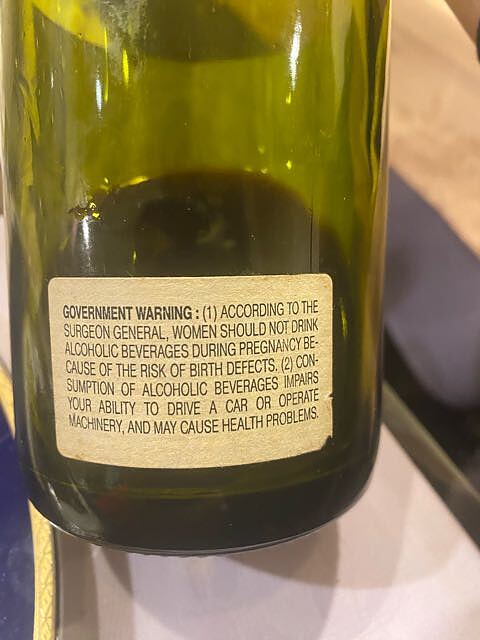 GOVERNMENT WARNING : (1) ACCORDING TO THE
SURGEON GENERAL, WOMEN SHOULD NOT DRINK
ALCOHOLIC BEVERAGES DURING PREGNANCY BE-
CAUSE OF THE RISK OF BIRTH DEFECTS. (2) CON-
SUMPTION OF ALCOHOLIC BEVERAGES IMPAIRS
YOUR ABILITY TO DRIVE A CAR OR OPERATE
MACHINERY, AND MAY CAUSE HEALTH PROBLEMS.